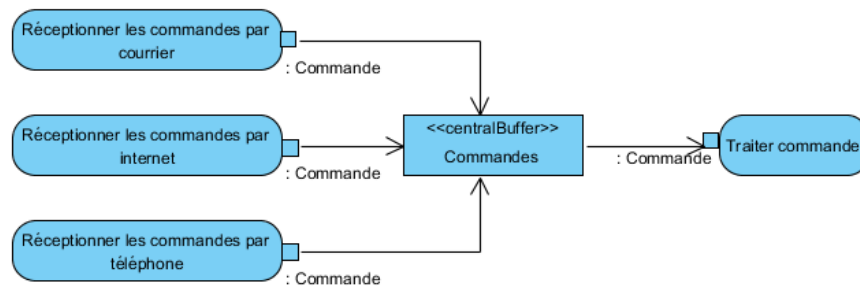 Réceptionner les commandes par
courrier
: Commande
Réceptionner les commandes par
internet
: Commande
<<centralBuffer>>
Commandes
: Commande
Traiter commande
Réceptionner les commandes par
téléphone
: Commande